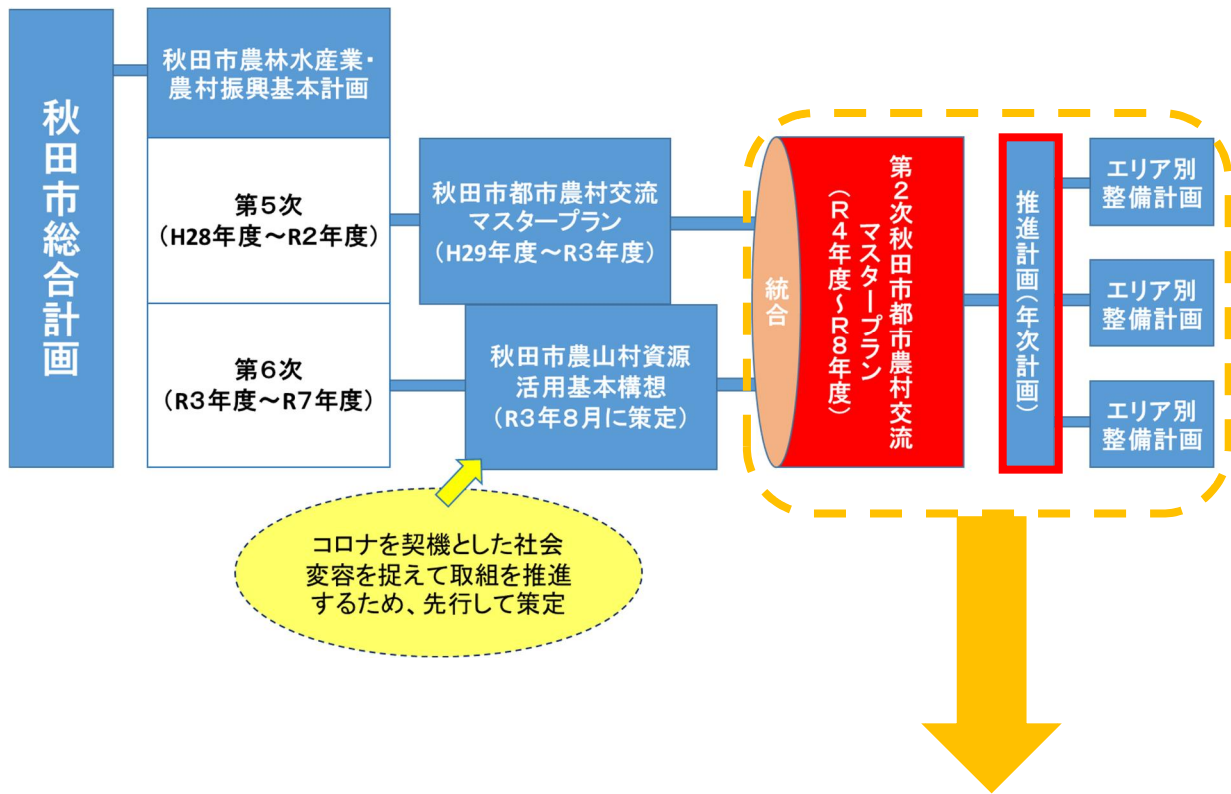 秋田市総合計画
秋田市農林水産業・
農村振興基本計画
第5次
（H28年度～R2年度）
第6次
（R3年度～R7年度）
秋田市都市農村交流
マスタープラン
（H29年度～R3年度）
秋田市農山村資源
活用基本構想
（R3年8月に策定）
コロナを契機とした社会
変容を捉えて取組を推進
するため、先行して策定
統合
第2次秋田市都市農村交流
マスタープラン
（R4年度～R8年度）
推進計画（年次計画）
エリア別
整備計画
エリア別
整備計画
エリア別
整備計画